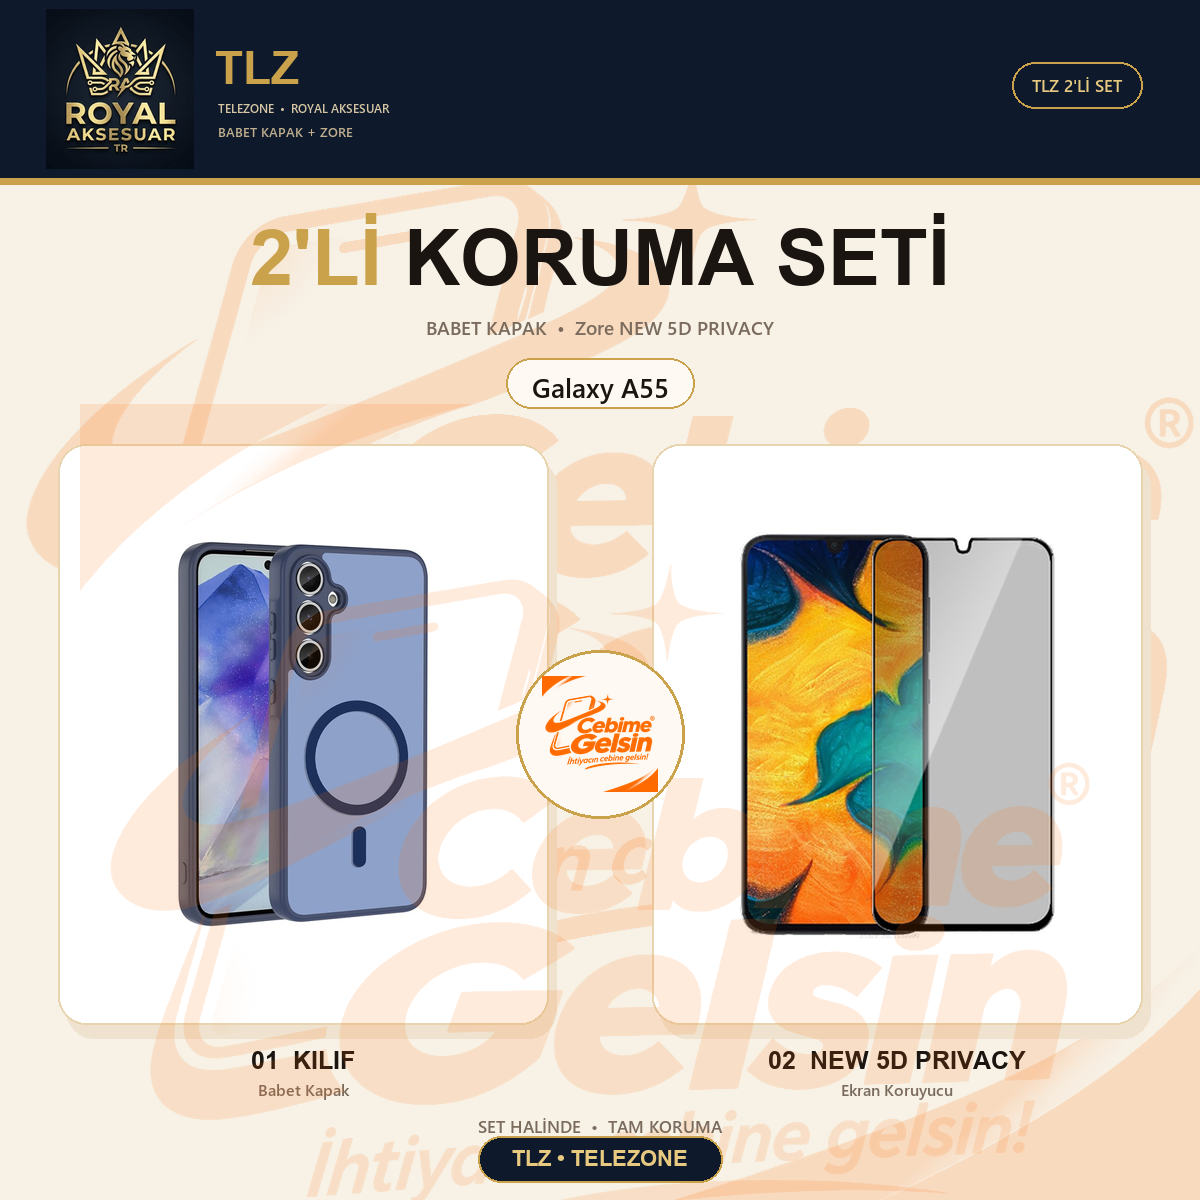 ROYAL
AKSESUAR
TR
TLZ
TELEZONE • ROYAL AKSESUAR
BABET KAPAK + ZORE
TLZ 2'Lİ SET
2'Lİ KORUMA SETİ
BABET KAPAK • Zore NEW 5D PRIVACY
Galaxy A55
Cebime®
Gelsin
İhtiyacın cebine gelsin!
01 KILIF
Babet Kapak
02 NEW 5D PRIVACY
Ekran Koruyucu
SET HALİNDE • TAM KORUMA
TLZ • TELEZONE
Cebime®
Gelsin